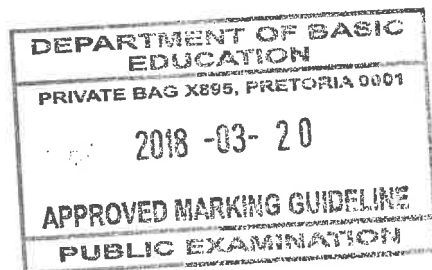 DEPARTMENT OF BASIC
EDUCATION
PRIVATE BAG X895, PRETORIA 0001
2018 -03- 20
APPROVED MARKING GUIDELINE
PUBLIC EXAMINATION